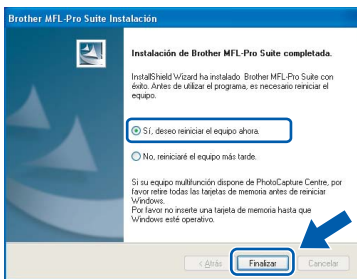 Brother MFL-Pro Suite Instalación
Instalación de Brother MFL-Pro Suite completada.
InstallShield Wizard ha instalado Brother MFL-Pro Suite con
éxito. Antes de utilizar el programa, es necesario reiniciar el
equipo.
Sí, deseo reiniciar el equipo ahora.
No, reiniciaré el equipo más tarde.
Si su equipo multifunción dispone de PhotoCapture Centre, por
favor retire todas las tarjetas de memoria antes de reiniciar
Windows.
Por favor no inserte una tarjeta de memoria hasta que
Windows esté operativo.
< Atrás Finalizar Cancelar